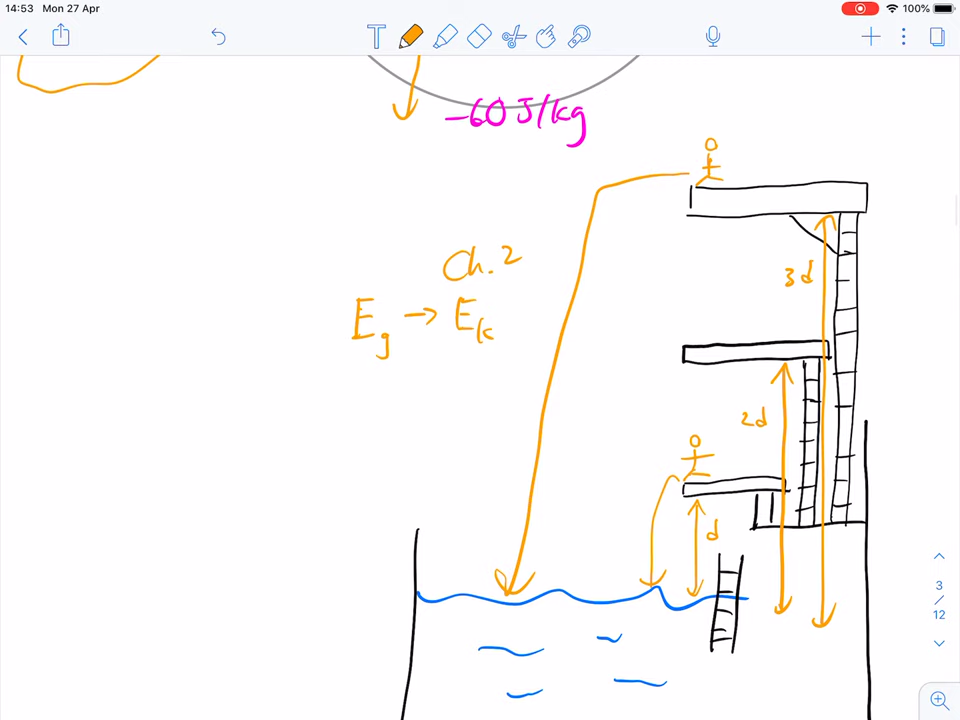 14:53 Mon 27 Apr
100%
-60 J/kg
Ch. 2
Eg → Ek
3d
2d
d
3
/
12